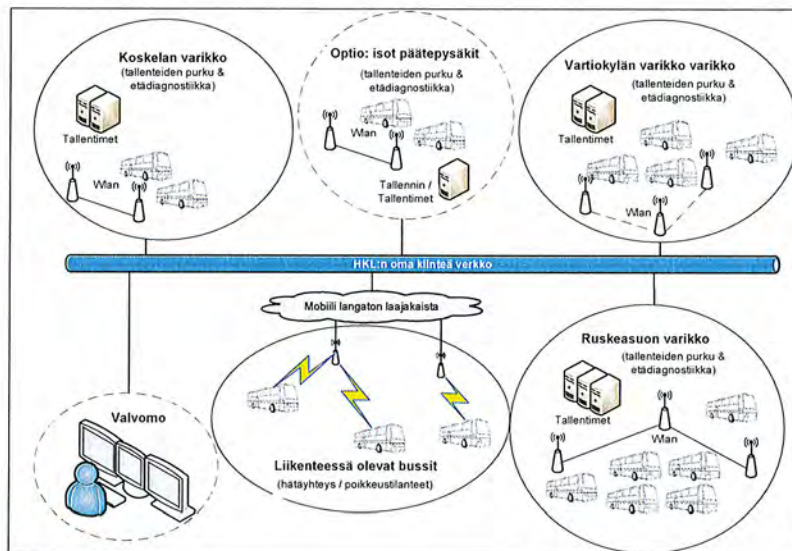 Koskelan varikko
(tallenteiden purku &
etädiagnostiikka)
Tallentimet
Wlan
Optio: isot päätepysäkit
(tallenteiden purku &
etädiagnostiikka)
Wlan
Tallennin /
Tallentimet
Vartiokylän varikko varikko
(tallenteiden purku &
etädiagnostiikka)
Tallentimet
Wlan
HKL:n oma kiinteä verkko
Mobiili langaton laajakaista
Valvomo
Liikenteessä olevat bussit
(hätäyhteys / poikkeustilanteet)
Ruskeasuon varikko
(tallenteiden purku &
etädiagnostiikka)
Tallentimet
Wlan